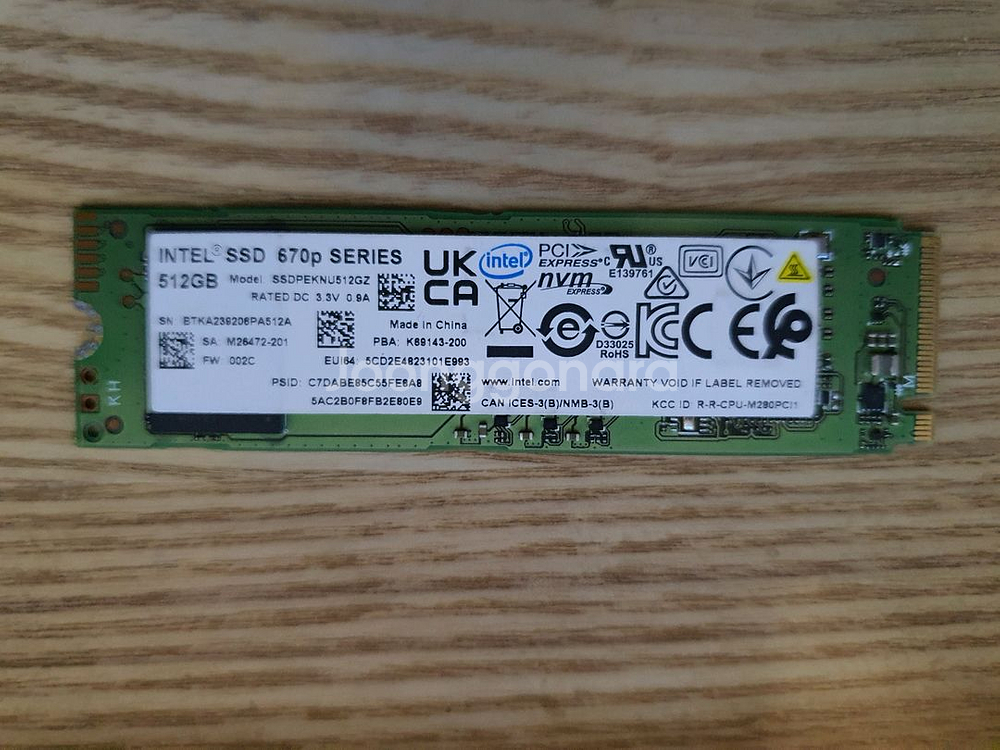 INTEL® SSD 670p SERIES
512GB Model SSDPEKNU512GZ
RATED DC 3.3V 0.9A
SN BTKA239206PA512A
SA: M26472-201
FW 002C
Made in China
PBA: K69143-200
EUI64: 5CD2E4823101E993
PSID: C7DABE85C55FE8A8
5AC2B0F8FB2E80E9
UK
CA
intel
PCI
EXPRESS®
nvm
EXPRESS
C RU ® US
E139761
VCI
D33025
RoHS
www.intel.com
WARRANTY VOID IF LABEL REMOVED
CAN ICES-3(B)/NMB-3(B)
KCC ID: R-R-CPU-M280PCI1
KH
M